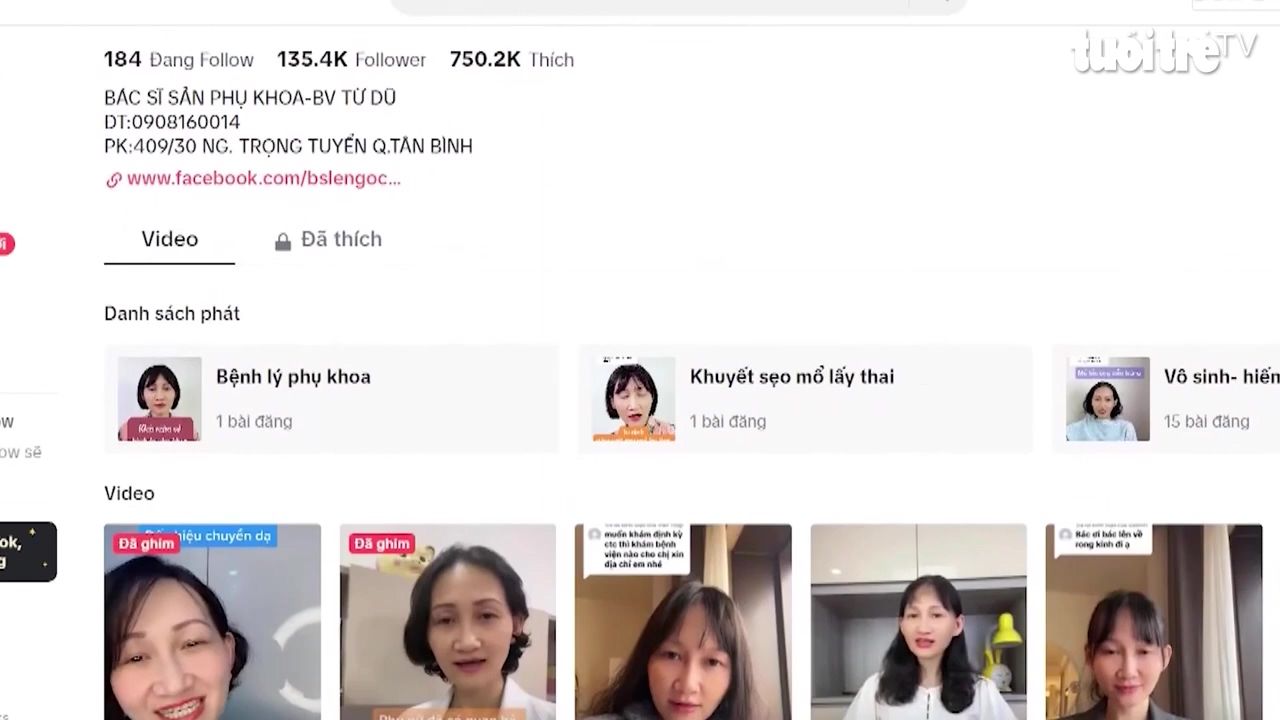 tuổi trẻ TV
184 Đang Follow 135.4K Follower 750.2K Thích
BÁC SĨ SẢN PHỤ KHOA-BV TỪ DŨ
DT:0908160014
PK:409/30 NG. TRỌNG TUYỂN Q.TÂN BÌNH
www.facebook.com/bslengoc...
Video Đã thích
Danh sách phát
Bệnh lý phụ khoa
1 bài đăng
Khuyết sẹo mổ lấy thai
1 bài đăng
Vô sinh- hiếm
15 bài đăng
ow sẽ
Video
Đã ghim
hiệu chuyển dạ
Đã ghim
muốn khám định kỳ
ctc thì khám bệnh
viện nào cho chị xin
địa chỉ em nhé
Bác ơi bác lên về
rong kinh đi ạ
ok,
g